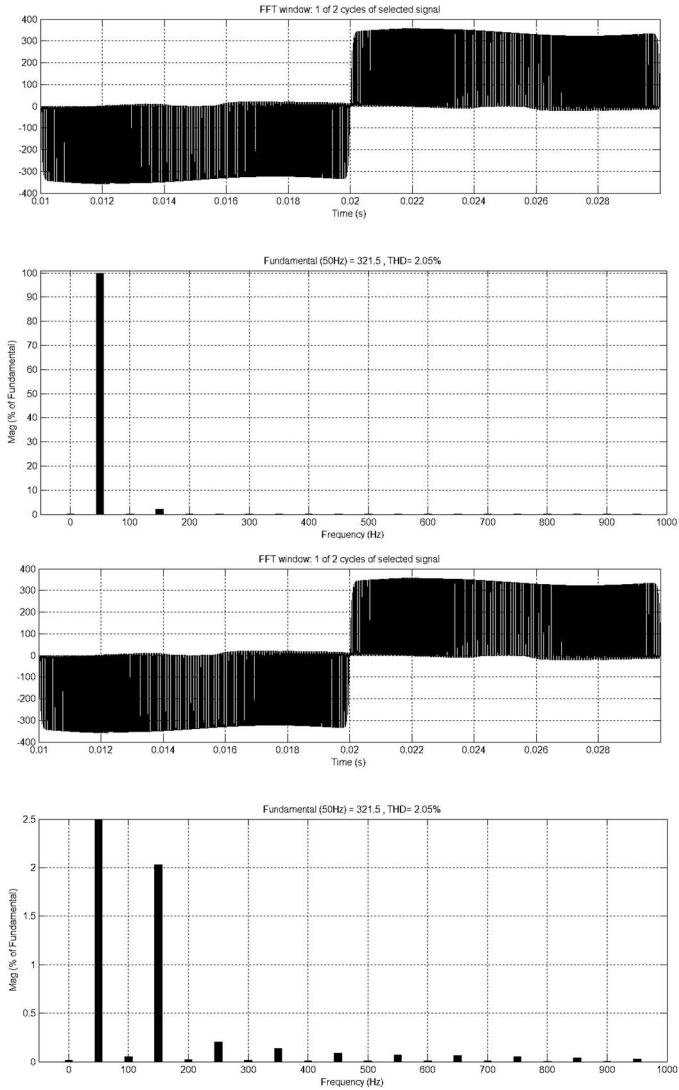 FFT window: 1 of 2 cycles of selected signal
400
300
200
100
0
-100
-200
-300
-400
0.01 0.012 0.014 0.016 0.018 0.02 0.022 0.024 0.026 0.028
Time (s)
Fundamental (50Hz) = 321.5 , THD= 2.05%
Mag (% of Fundamental)
100
90
80
70
60
50
40
30
20
10
0
0 100 200 300 400 500 600 700 800 900 1000
Frequency (Hz)
FFT window: 1 of 2 cycles of selected signal
400
300
200
100
0
-100
-200
-300
-400
0.01 0.012 0.014 0.016 0.018 0.02 0.022 0.024 0.026 0.028
Time (s)
Fundamental (50Hz) = 321.5 , THD= 2.05%
Mag (% of Fundamental)
2.5
2
1.5
1
0.5
0
0 100 200 300 400 500 600 700 800 900 1000
Frequency (Hz)